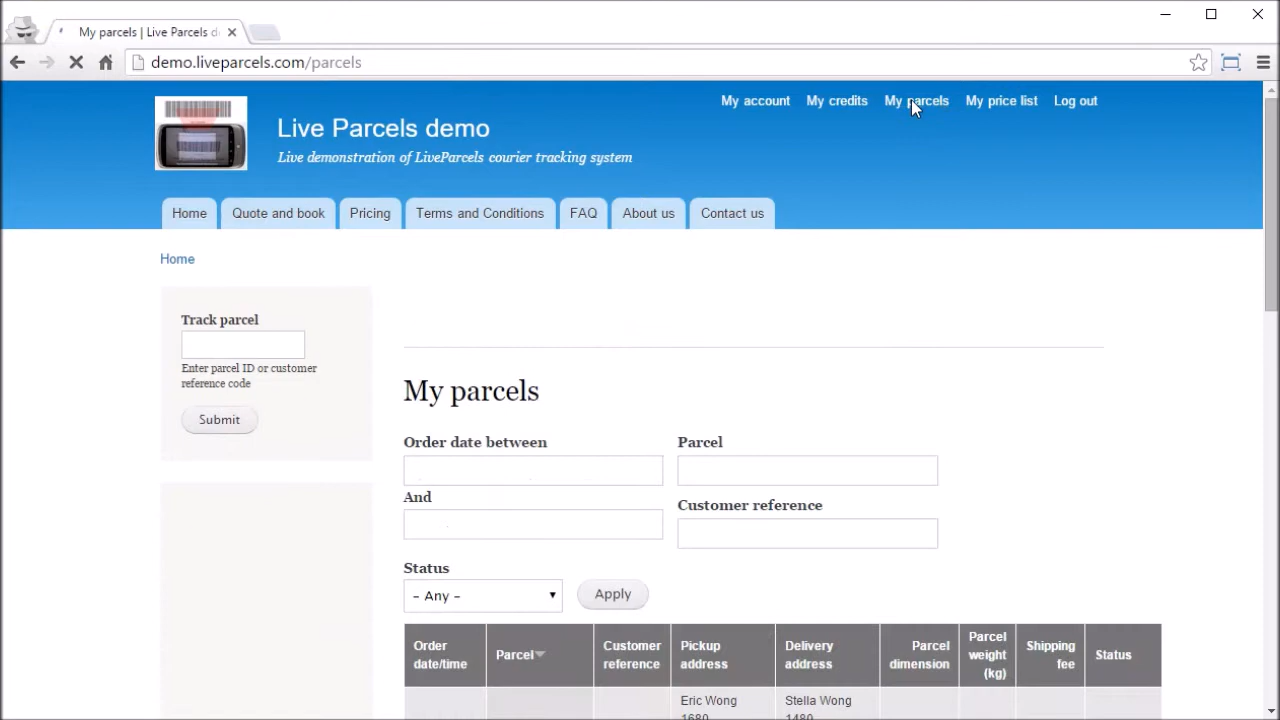 My parcels | Live Parcels d
demo.liveparcels.com/parcels
My account My credits My parcels My price list Log out
Live Parcels demo
Live demonstration of LiveParcels courier tracking system
Home Quote and book Pricing Terms and Conditions FAQ About us Contact us
Home
Track parcel
Enter parcel ID or customer
reference code
Submit
My parcels
Order date between
Parcel
And
Customer reference
Status
- Any -
Apply
Order date/time
Parcel
Customer reference
Pickup address
Delivery address
Parcel dimension
Parcel weight (kg)
Shipping fee
Status
Eric Wong
1680
Stella Wong
1480